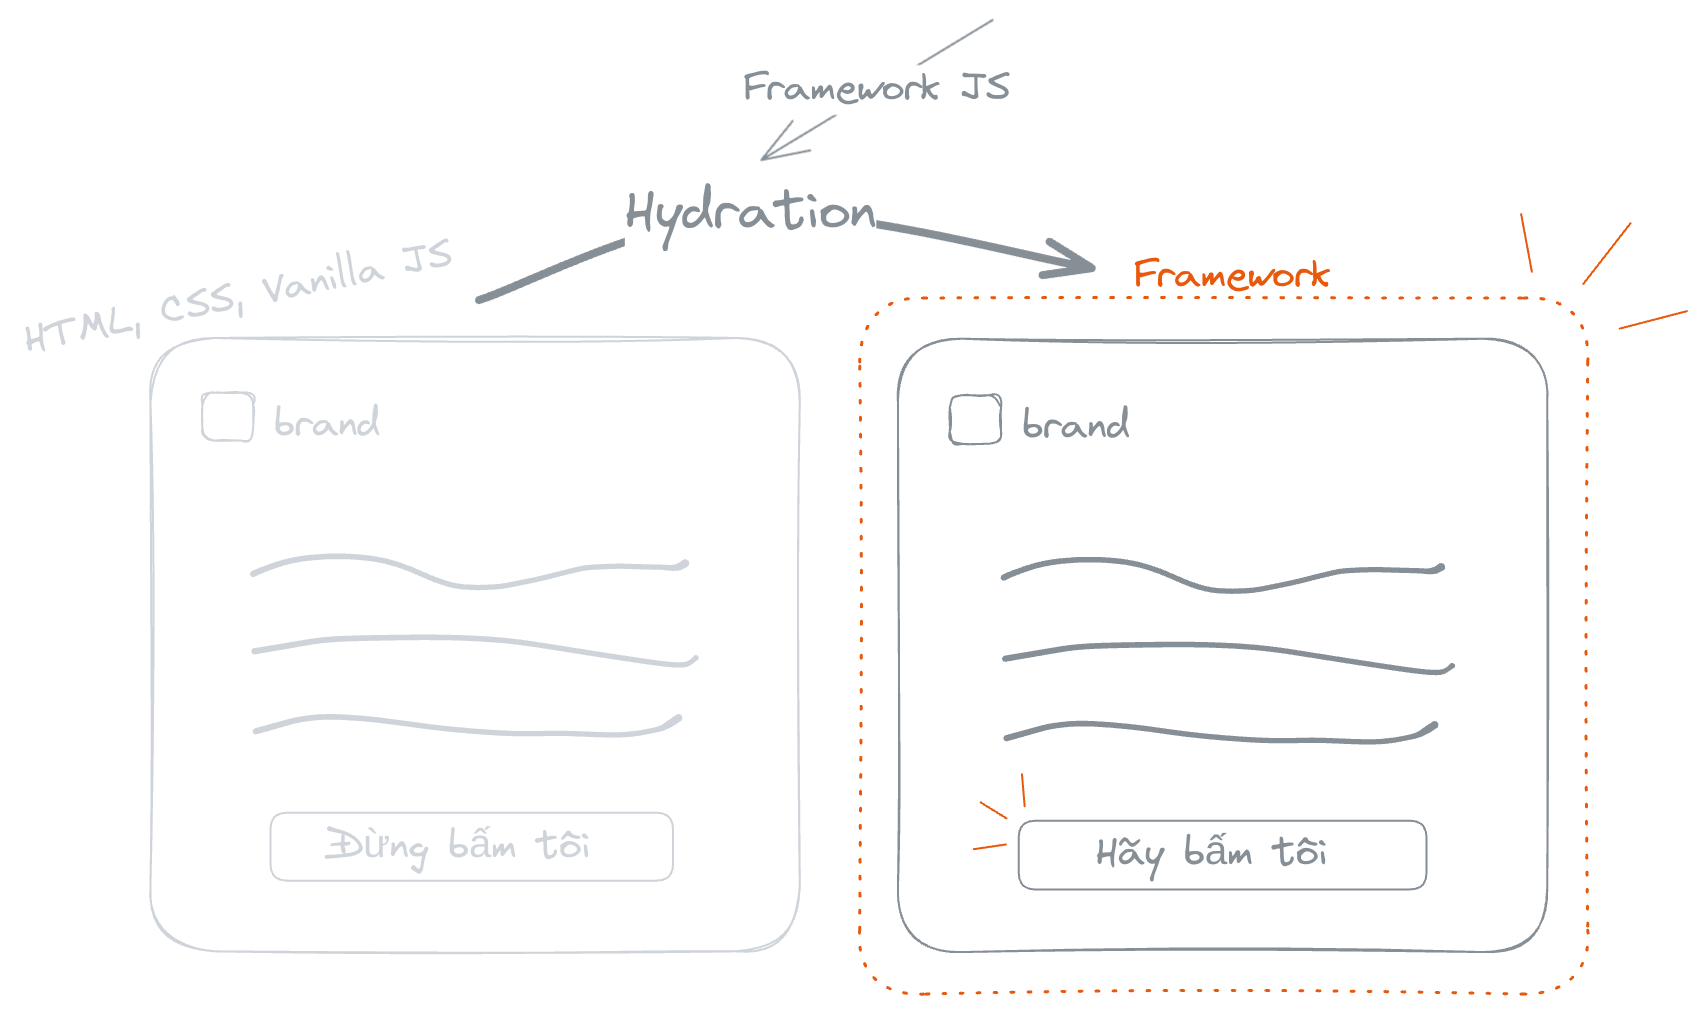 Framework JS
Hydration
HTML, CSS, Vanilla JS
Framework
brand
Đừng bấm tôi
brand
Hãy bấm tôi